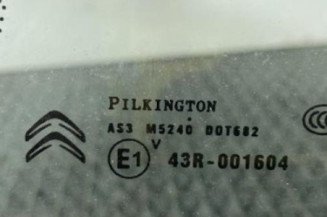 PILKINGTON
AS3 M5240 DOT682
V
E1 43R-001604